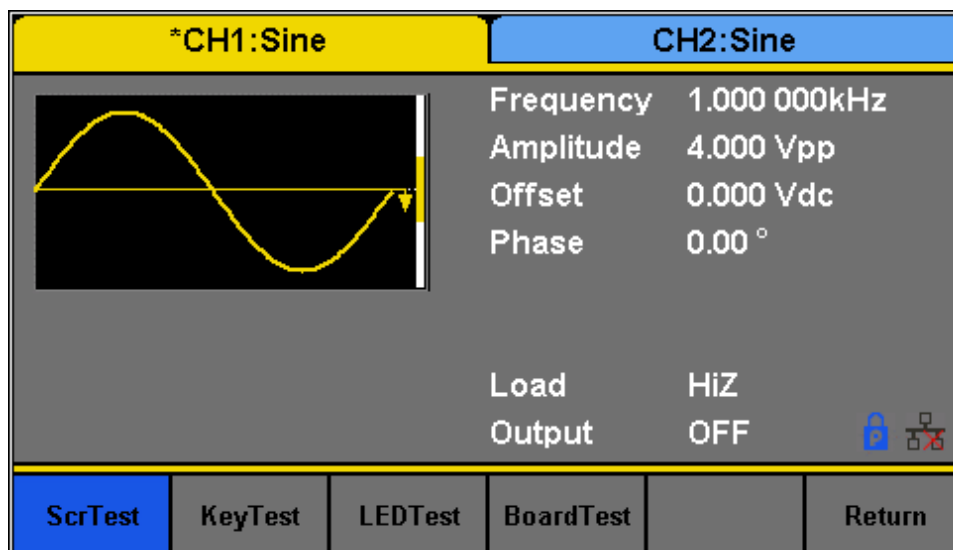 *CH1:Sine CH2:Sine
Frequency 1.000 000kHz
Amplitude 4.000 Vpp
Offset 0.000 Vdc
Phase 0.00 °
Load HiZ
Output OFF
P
ScrTest KeyTest LEDTest BoardTest Return